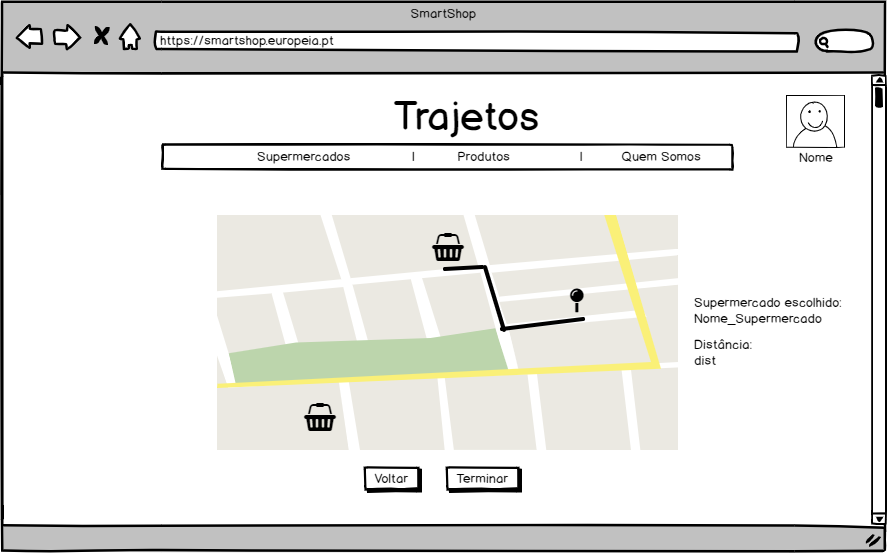 SmartShop
https://smartshop.europeia.pt
Trajetos
Nome
Supermercados | Produtos | Quem Somos
Supermercado escolhido:
Nome_Supermercado
Distância:
dist
Voltar
Terminar